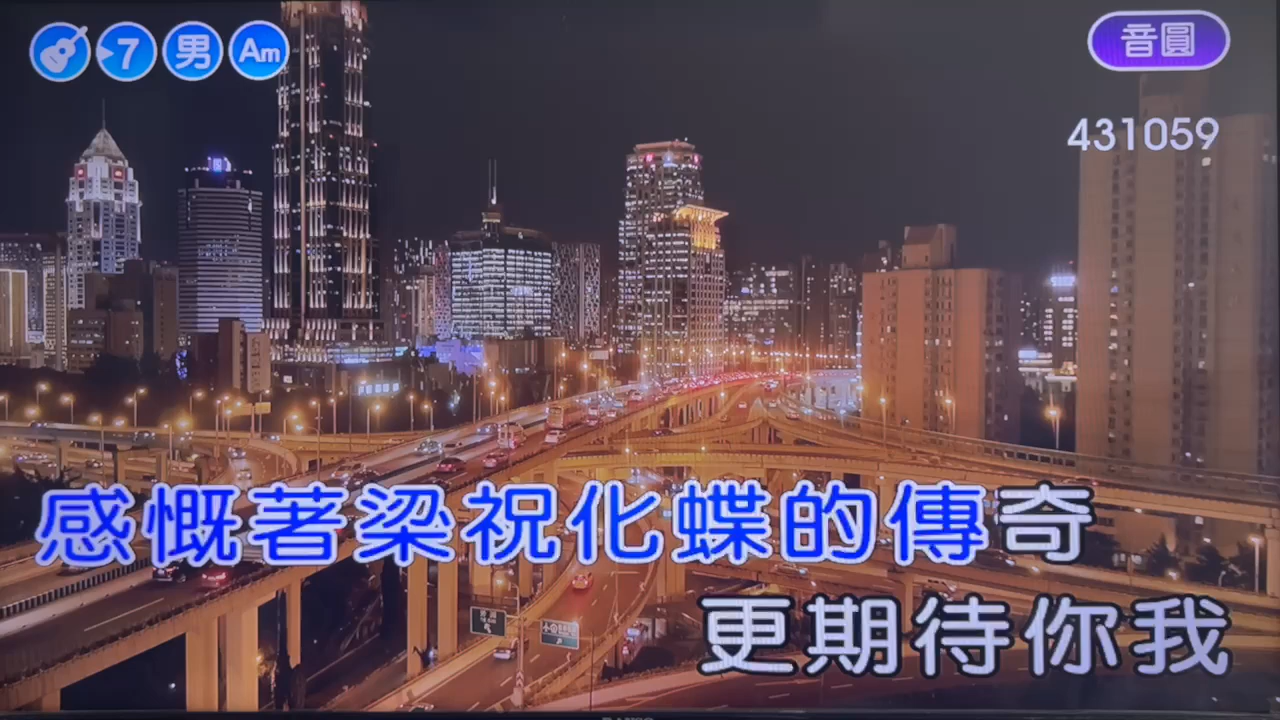 7 男 Am
音圓
431059
感慨著梁祝化蝶的傳奇
更期待你我